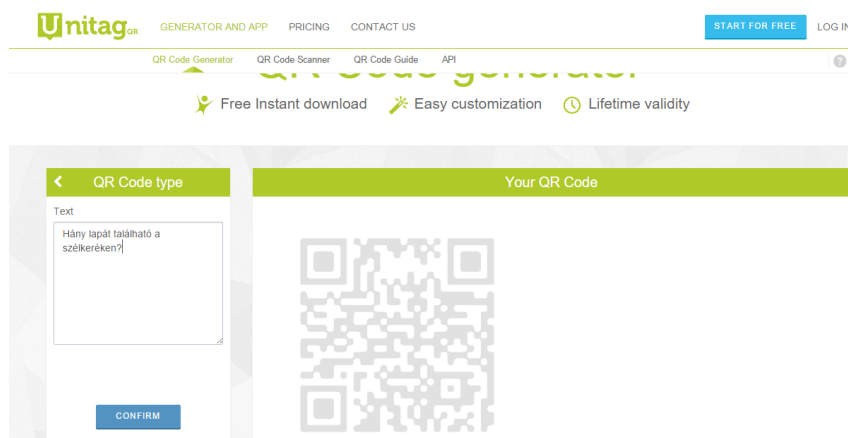 Unitag QR
GENERATOR AND APP PRICING CONTACT US START FOR FREE LOG IN
QR Code Generator QR Code Scanner QR Code Guide API ?
QR Code generator
Free Instant download Easy customization Lifetime validity
QR Code type Your QR Code
Text
Hány lapát található a
szélkeréken?
CONFIRM